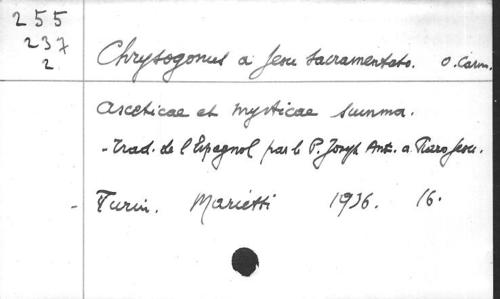 255
237
2
Chrysogonus a Jesu Sacramentato. O. Carm.
Asceticae et mysticae summa.
- Trad. de l'Espagnol par le P. Joseph Ant. a Jesu.
- Turin. Marietti 1936. 16.